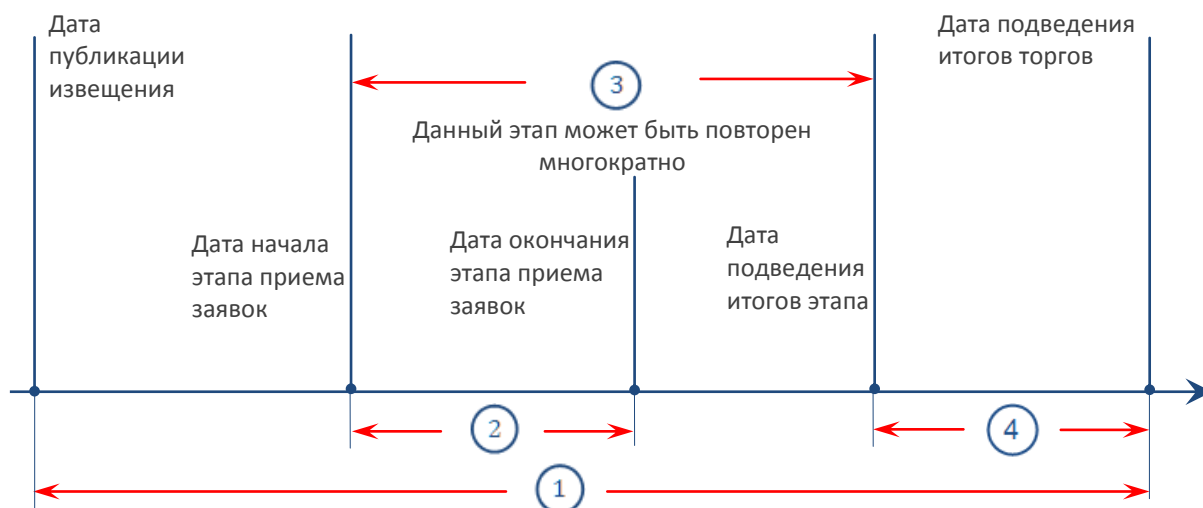 Дата
публикации
извещения
Дата подведения
итогов торгов
3
Данный этап может быть повторен
многократно
Дата начала
этапа приема
заявок
Дата окончания
этапа приема
заявок
Дата
подведения
итогов этапа
2
4
1